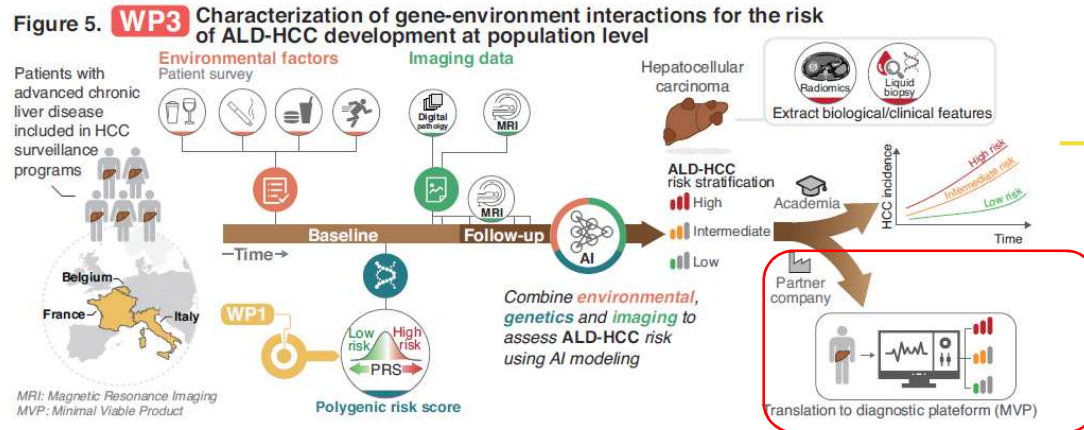 Figure 5. WP3 Characterization of gene-environment interactions for the risk
of ALD-HCC development at population level
Patients with
advanced chronic
liver disease
included in HCC
surveillance
programs
Environmental factors
Patient survey
Imaging data
Digital
pathology
MRI
MRI
Hepatocellular
carcinoma
Radiomics
Liquid
biopsy
Extract biological/clinical features
Baseline
Follow-up
Time
AI
ALD-HCC
risk stratification
High
Intermediate
Low
Academia
Partner
company
HCC incidence
High risk
Intermediate risk
Low risk
Time
Belgium
France
Italy
WP1
Low
risk
High
risk
PRS
Polygenic risk score
Combine environmental,
genetics and imaging to
assess ALD-HCC risk
using AI modeling
Translation to diagnostic plateform (MVP)
MRI: Magnetic Resonance Imaging
MVP: Minimal Viable Product